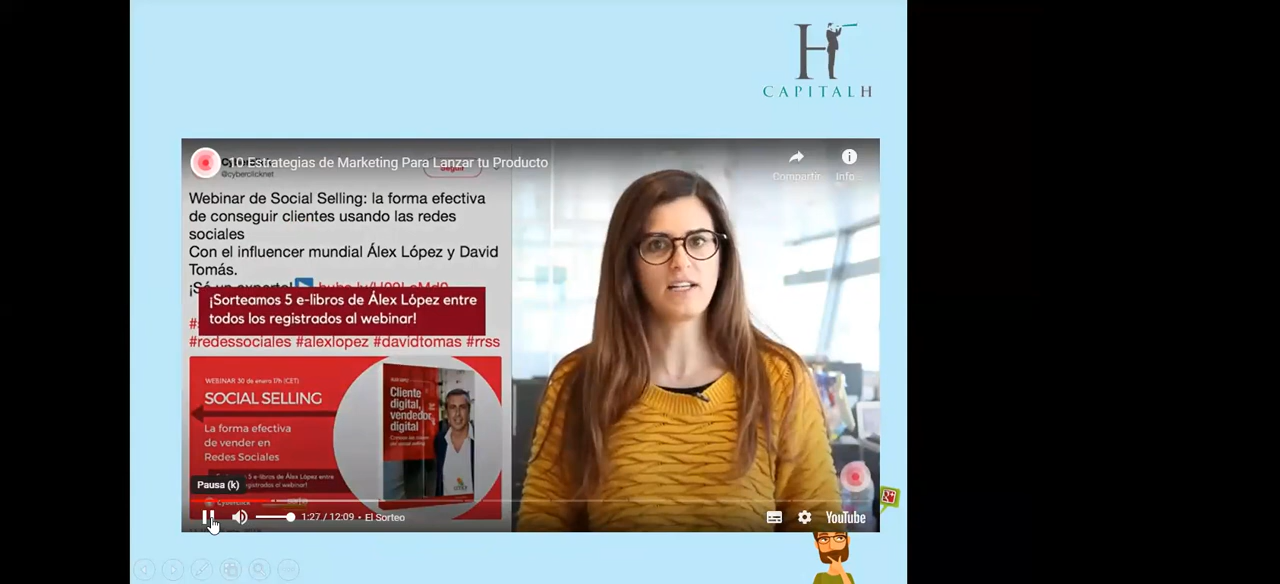 CAPITALH
10 Estrategias de Marketing Para Lanzar tu Producto
@cyberclicknet
Seguir
Compartir
Info...
Webinar de Social Selling: la forma efectiva
de conseguir clientes usando las redes
sociales
Con el influencer mundial Álex López y David
Tomás.
¡Sorteamos 5 e-libros de Álex López entre
todos los registrados al webinar!
#redessociales #alexlopez #davidtomas #rrss
WEBINAR 30 de enero 17h (CET)
SOCIAL SELLING
La forma efectiva
de vender en
Redes Sociales
Cliente
digital,
vendedor
digital
Pausa (k)
1:27 / 12:09 • El Sorteo
YouTube